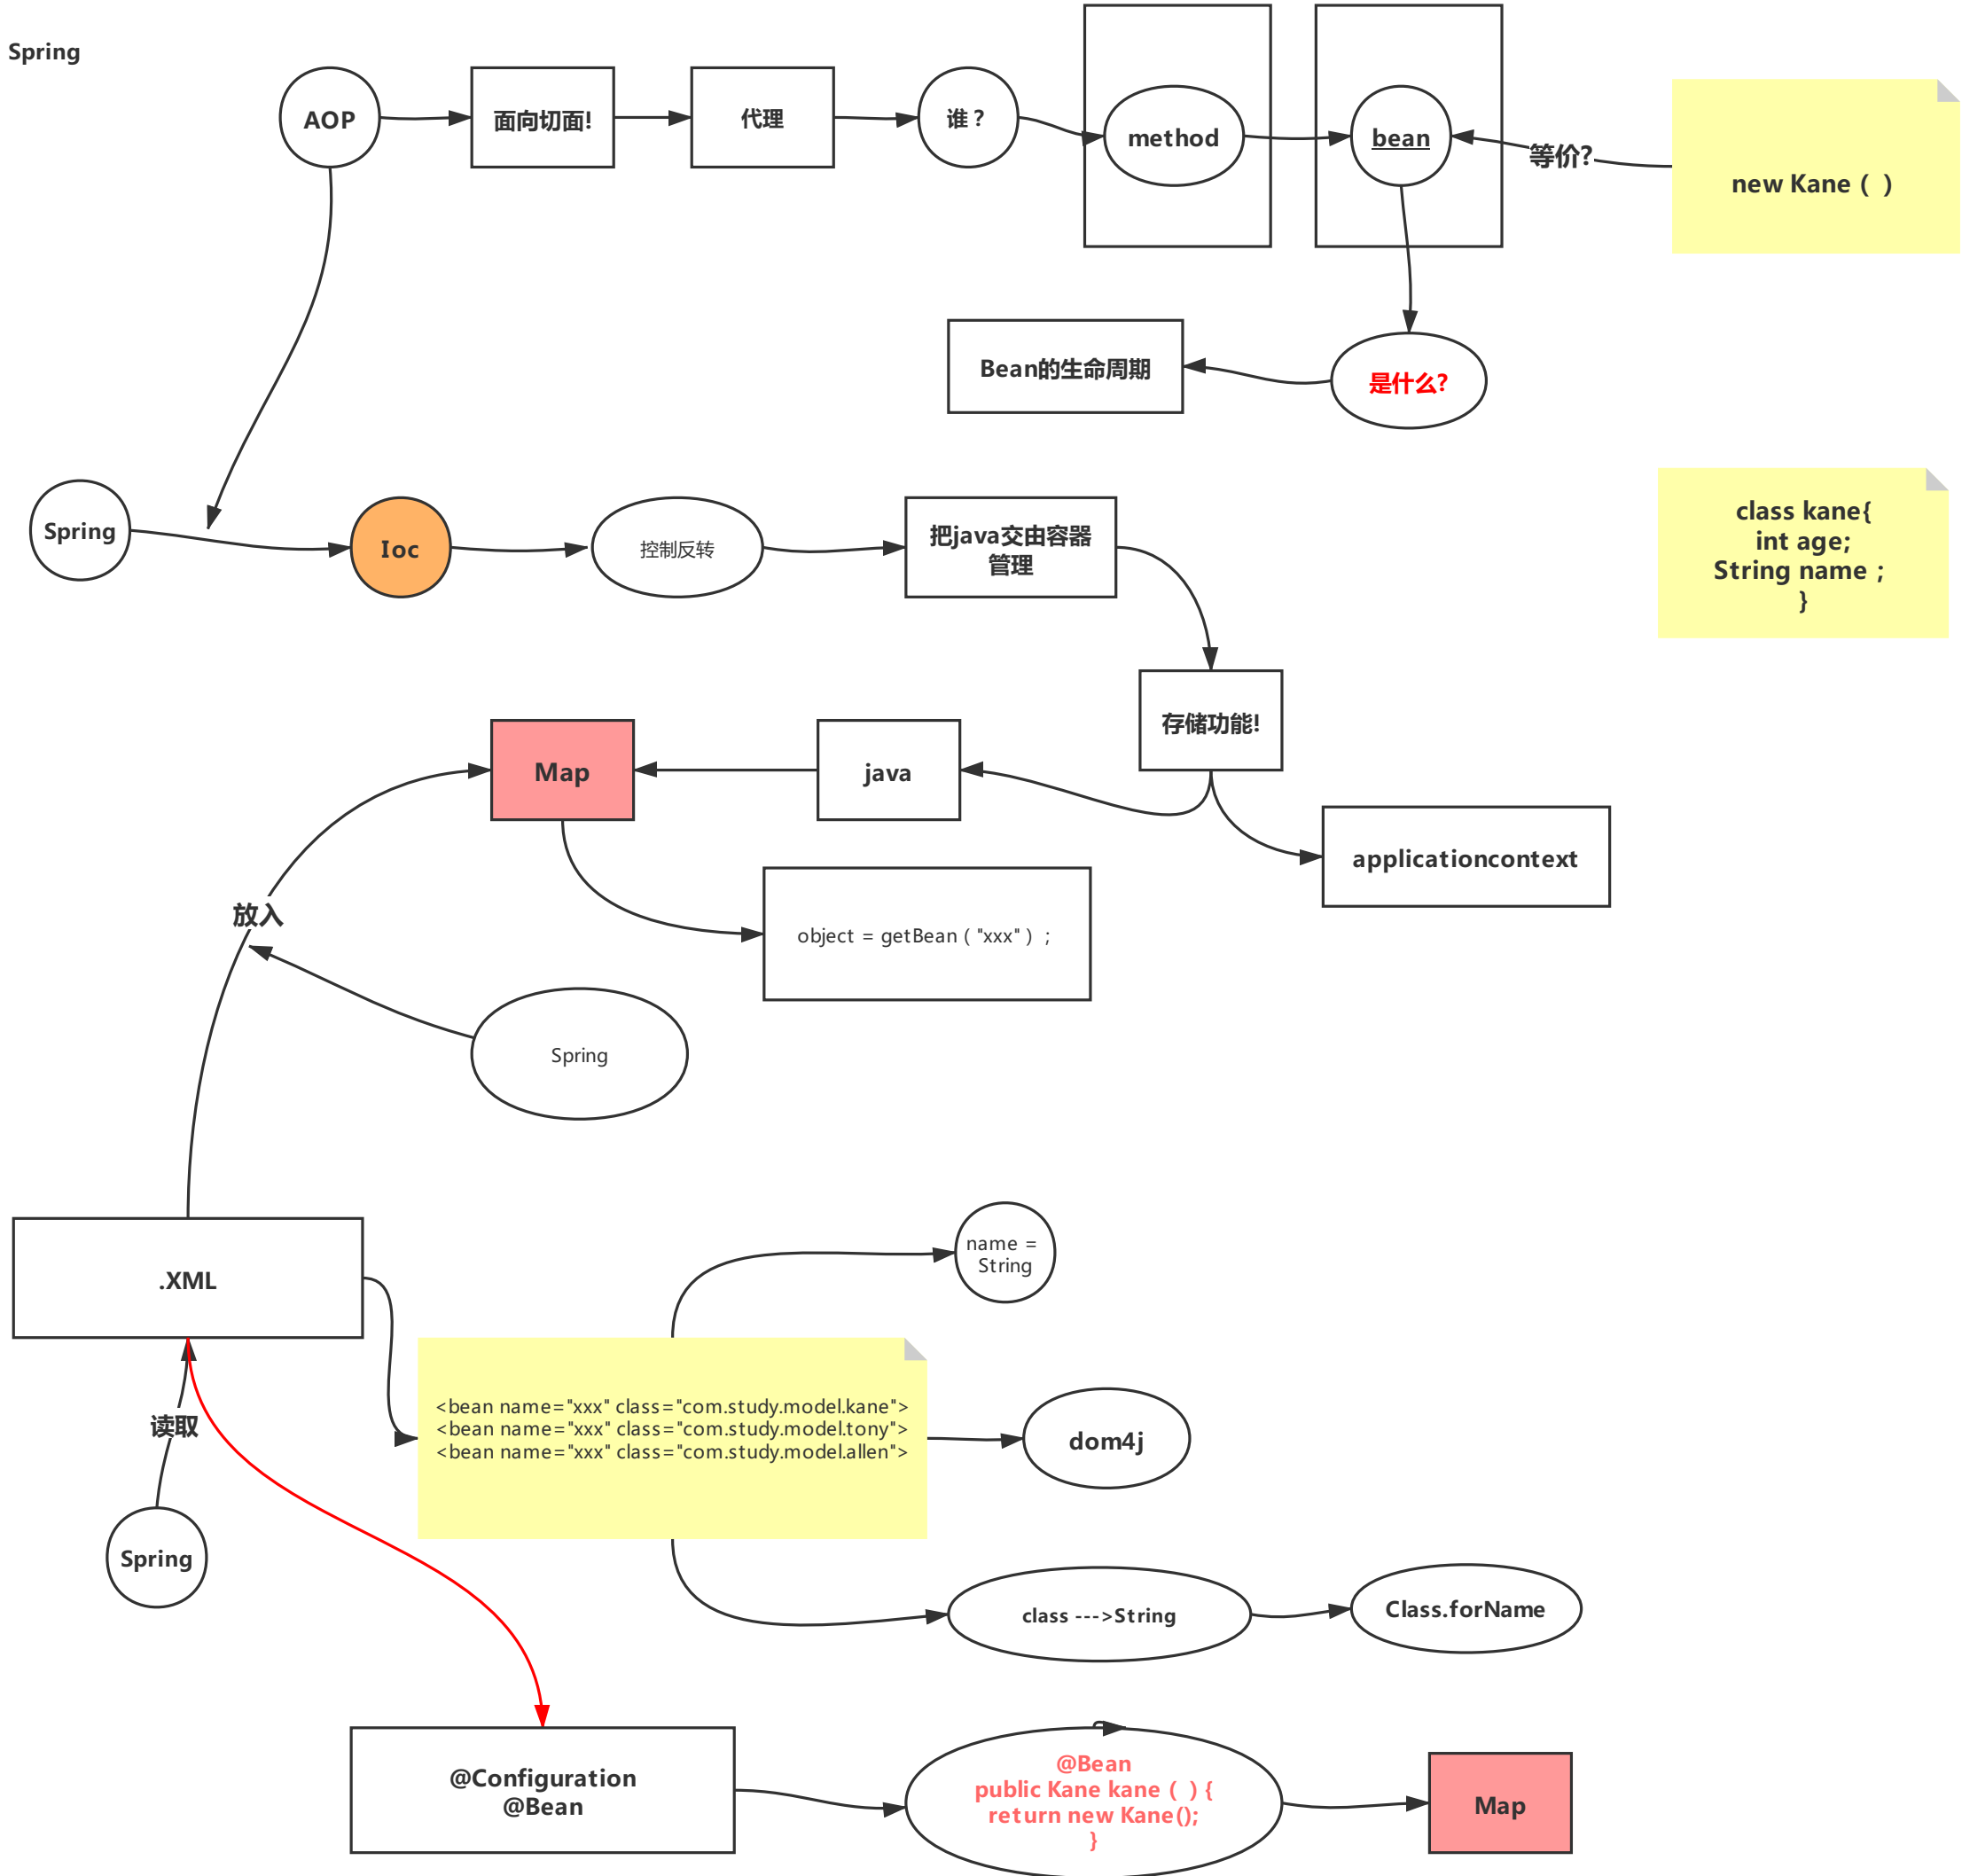 Spring
AOP
面向切面!
代理
谁？
method
bean
等价?
new Kane（ ）
Bean的生命周期
是什么?
Spring
Ioc
控制反转
把java交由容器
管理
class kane{
int age;
String name；
}
存储功能!
Map
java
applicationcontext
放入
object = getBean（"xxx"）；
Spring
.XML
name =
String
<bean name="xxx" class="com.study.model.kane">
<bean name="xxx" class="com.study.model.tony">
<bean name="xxx" class="com.study.model.allen">
dom4j
读取
Spring
class --->String
Class.forName
@Configuration
@Bean
@Bean
public Kane kane（ ）{
return new Kane();
}
Map